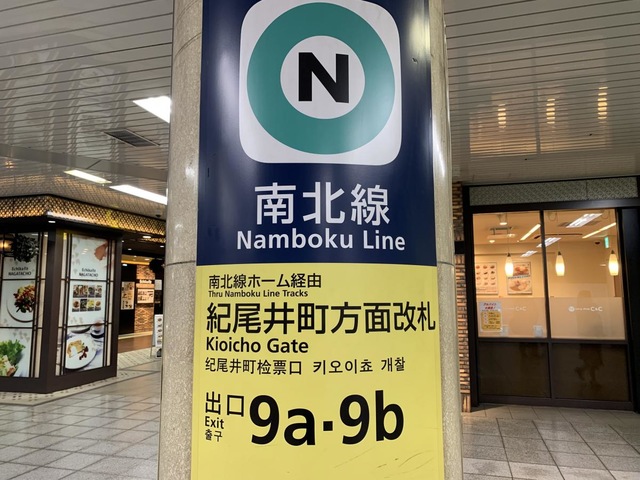 N
南北線
Namboku Line
南北線ホーム経由
Thru Namboku Line Tracks
紀尾井町方面改札
Kioicho Gate
纪尾井町检票口 키오이쵸 개찰
出口
Exit
출구
9a·9b